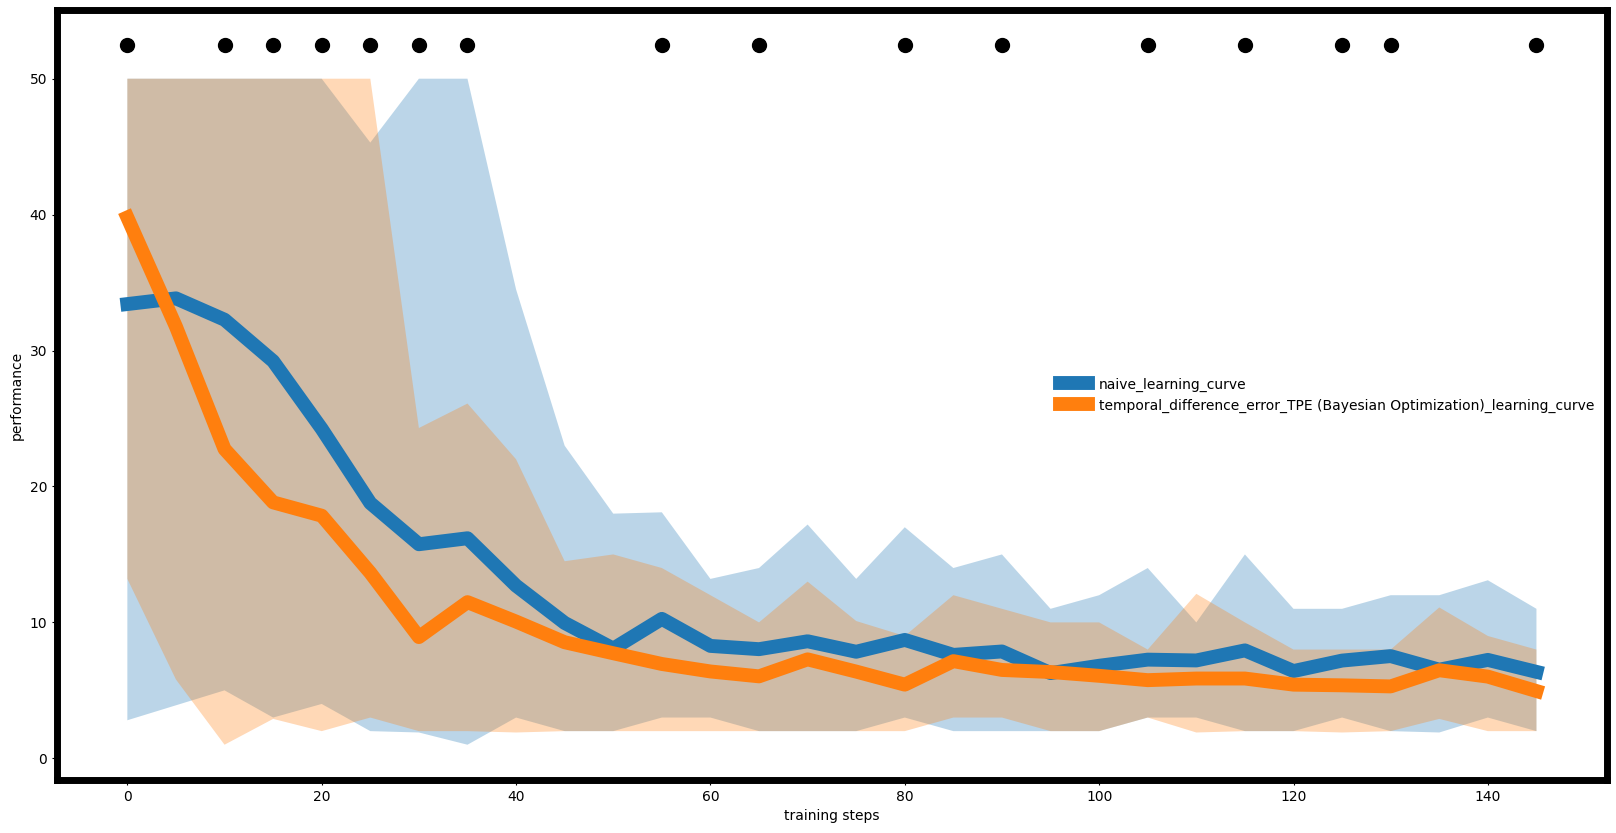 50
40
30
20
10
0
performance
naive_learning_curve
temporal_difference_error_TPE (Bayesian Optimization)_learning_curve
0 20 40 60 80 100 120 140
training steps